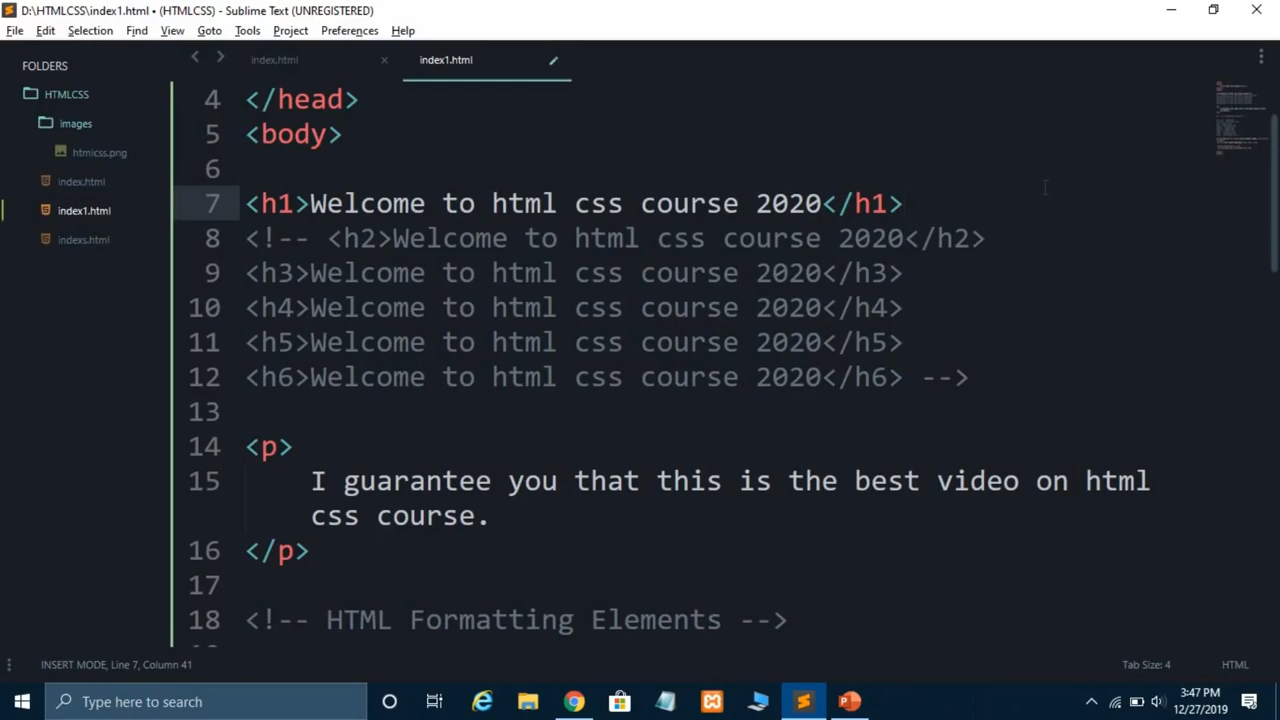 D:\HTMLCSS\index1.html • (HTMLCSS) - Sublime Text (UNREGISTERED)
File Edit Selection Find View Goto Tools Project Preferences Help
FOLDERS
HTMLCSS
images
htmlcss.png
index.html
index1.html
indexs.html
index.html
index1.html
4 </head>
5 <body>
6
7 <h1>Welcome to html css course 2020</h1>
8 <!-- <h2>Welcome to html css course 2020</h2>
9 <h3>Welcome to html css course 2020</h3>
10 <h4>Welcome to html css course 2020</h4>
11 <h5>Welcome to html css course 2020</h5>
12 <h6>Welcome to html css course 2020</h6> -->
13
14 <p>
15 I guarantee you that this is the best video on html
css course.
16 </p>
17
18 <!-- HTML Formatting Elements -->
INSERT MODE, Line 7, Column 41
Tab Size: 4
HTML
Type here to search
3:47 PM
12/27/2019